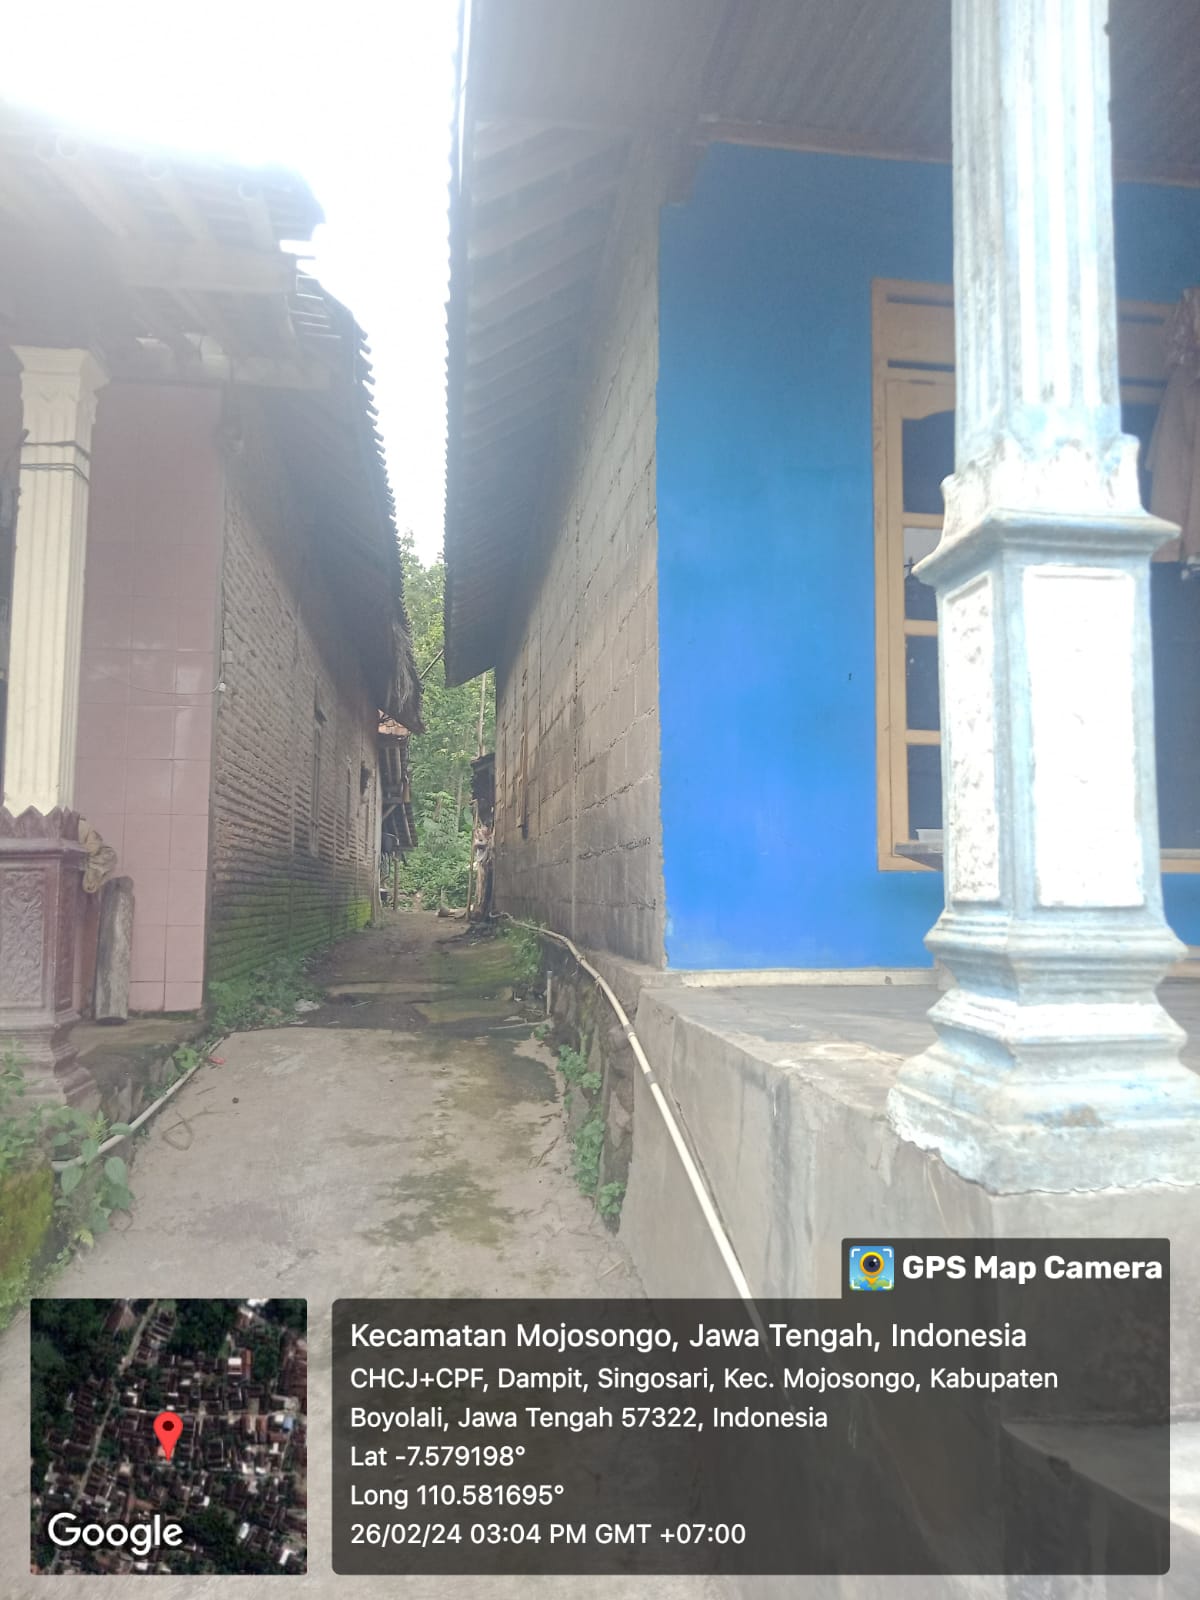 GPS Map Camera
Kecamatan Mojosongo, Jawa Tengah, Indonesia
CHCJ+CPF, Dampit, Singosari, Kec. Mojosongo, Kabupaten
Boyolali, Jawa Tengah 57322, Indonesia
Lat -7.579198°
Long 110.581695°
26/02/24 03:04 PM GMT +07:00
Google